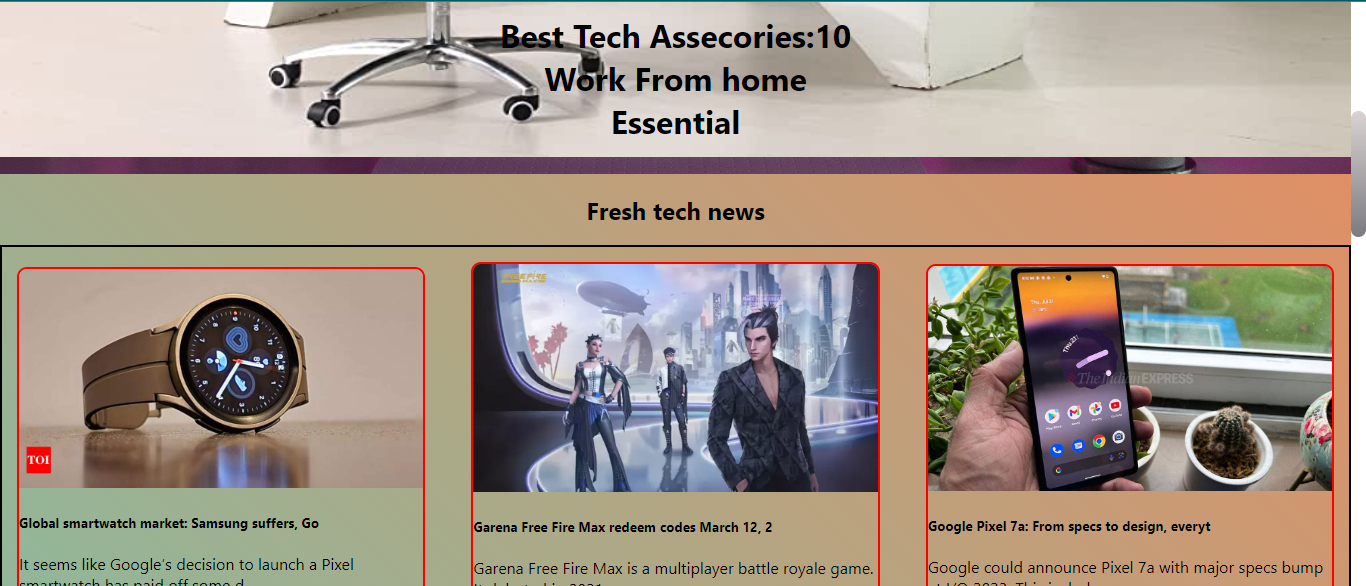 Best Tech Assecories:10
Work From home
Essential
Fresh tech news
FREE FIRE
TOI
The Indian EXPRESS
Global smartwatch market: Samsung suffers, Go
Garena Free Fire Max redeem codes March 12, 2
Google Pixel 7a: From specs to design, everyt
It seems like Google's decision to launch a Pixel
smartwatch has paid off some d
Garena Free Fire Max is a multiplayer battle royale game.
Google could announce Pixel 7a with major specs bump